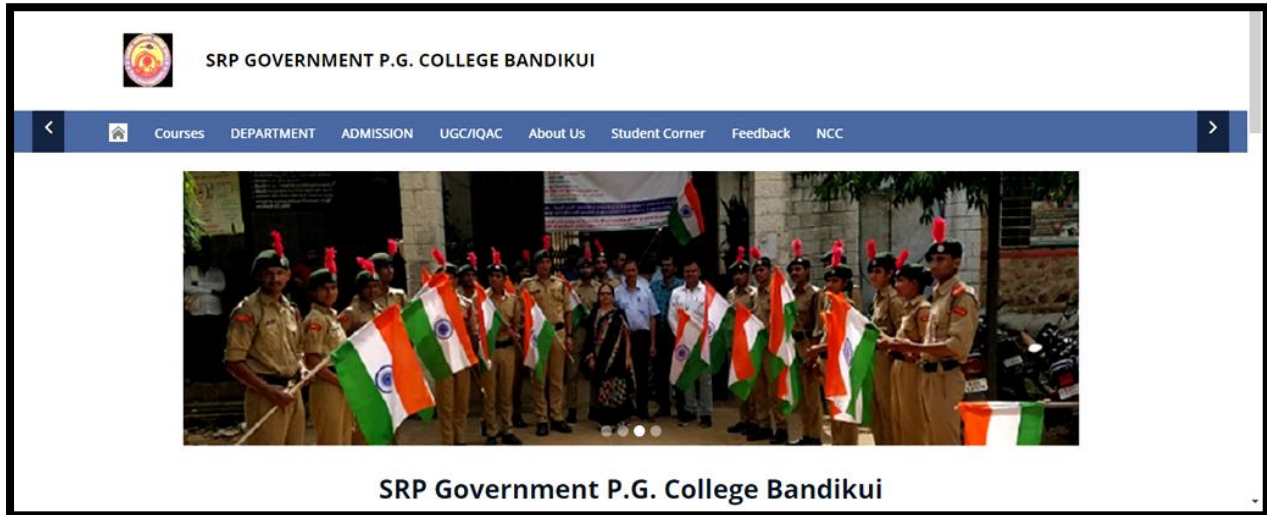 SRP GOVERNMENT P.G. COLLEGE BANDIKUI
Courses DEPARTMENT ADMISSION UGC/IQAC About Us Student Corner Feedback NCC
SRP Government P.G. College Bandikui